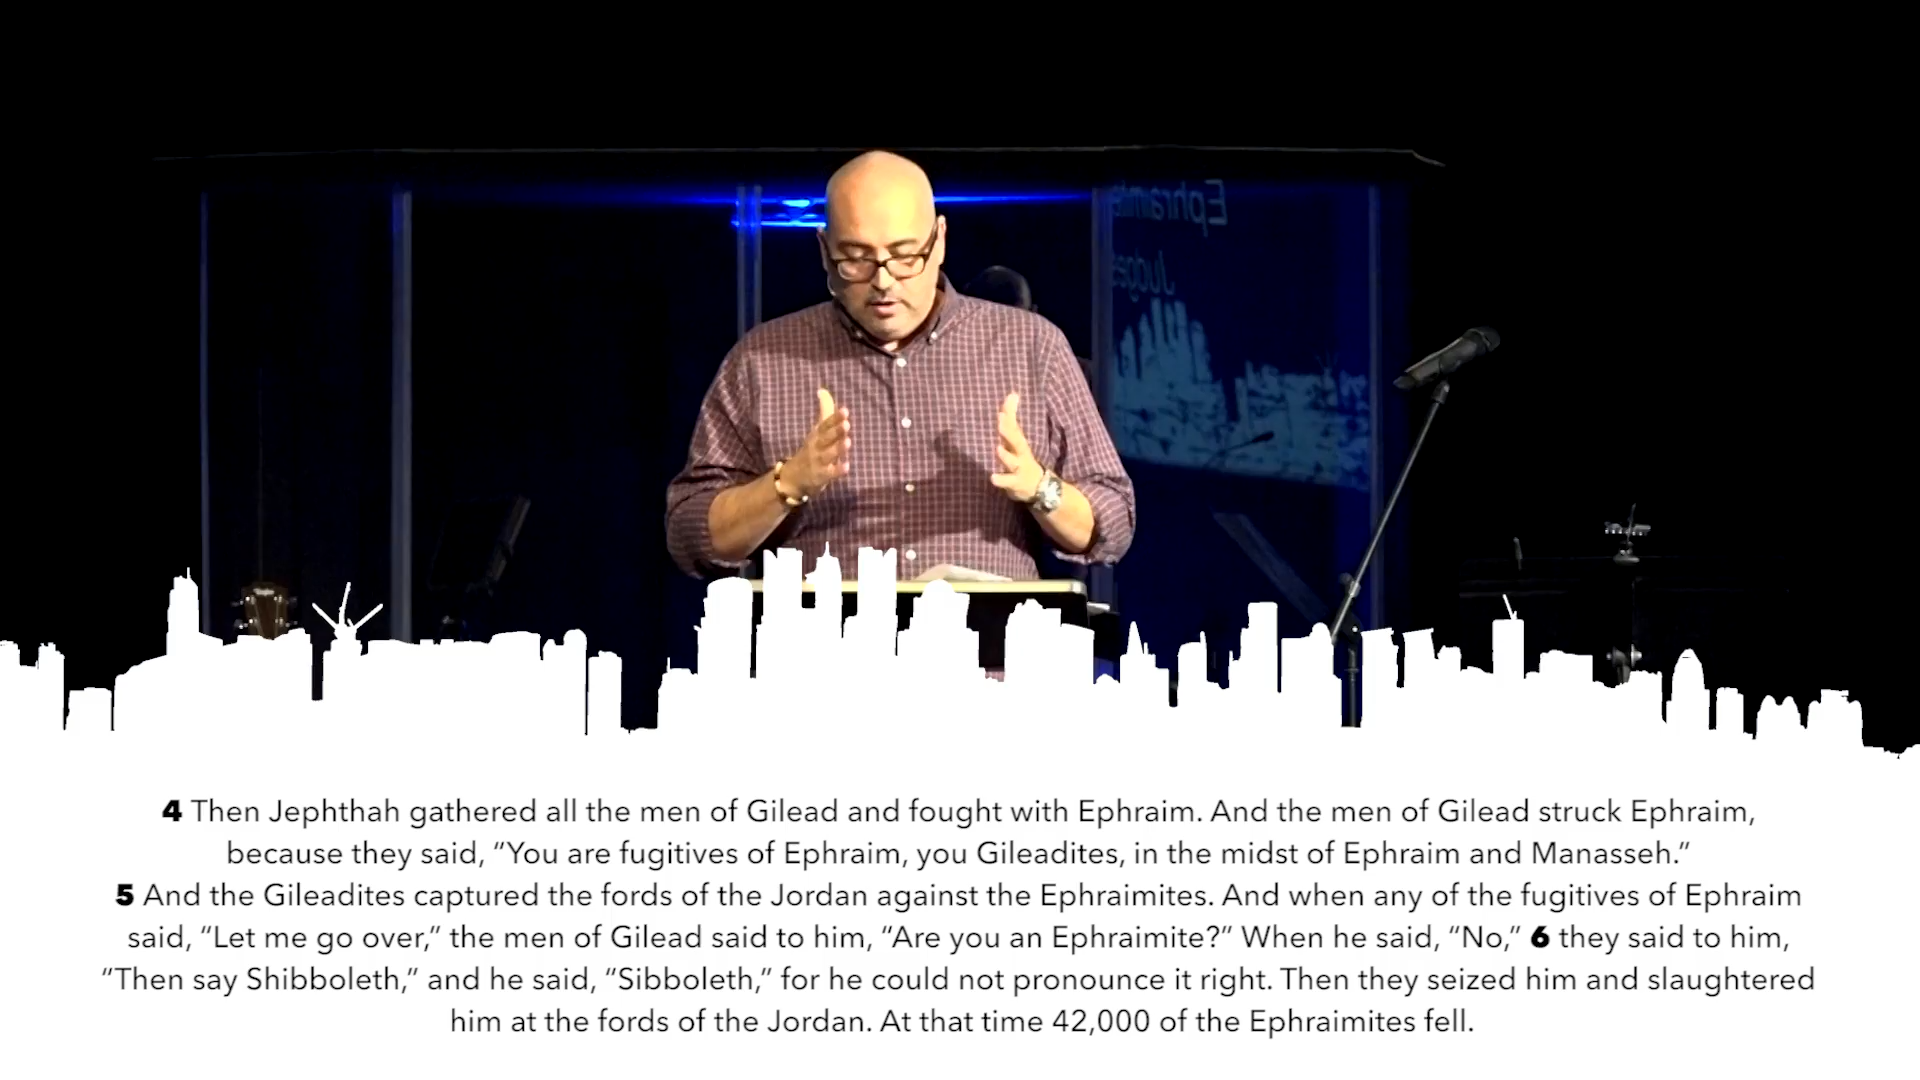 Ephraimite
Judges
4 Then Jephthah gathered all the men of Gilead and fought with Ephraim. And the men of Gilead struck Ephraim,
because they said, “You are fugitives of Ephraim, you Gileadites, in the midst of Ephraim and Manasseh.”
5 And the Gileadites captured the fords of the Jordan against the Ephraimites. And when any of the fugitives of Ephraim
said, “Let me go over,” the men of Gilead said to him, “Are you an Ephraimite?” When he said, “No,” 6 they said to him,
“Then say Shibboleth,” and he said, “Sibboleth,” for he could not pronounce it right. Then they seized him and slaughtered
him at the fords of the Jordan. At that time 42,000 of the Ephraimites fell.